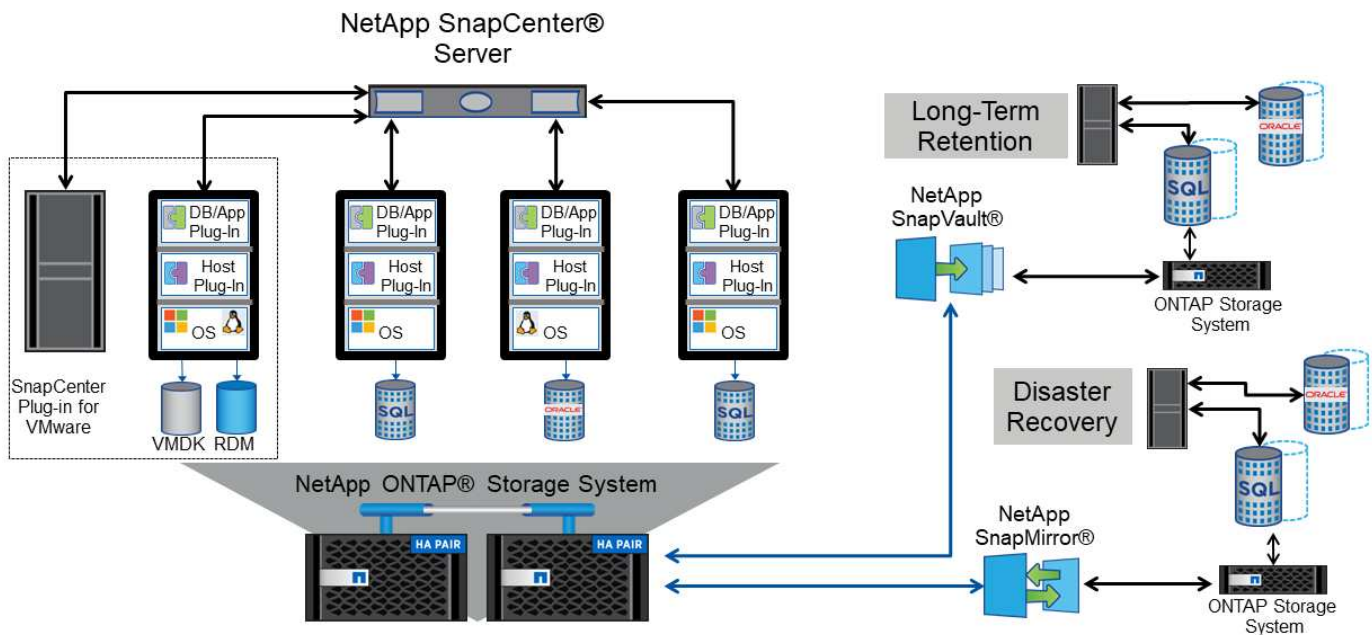 NetApp SnapCenter®
Server
SnapCenter
Plug-in for
VMware
DB/App
Plug-In
Host
Plug-In
OS
VMDK
RDM
DB/App
Plug-In
Host
Plug-In
OS
SQL
DB/App
Plug-In
Host
Plug-In
OS
ORACLE
DB/App
Plug-In
Host
Plug-In
OS
SQL
NetApp ONTAP® Storage System
HA PAIR
HA PAIR
Long-Term
Retention
ORACLE
SQL
NetApp
SnapVault®
ONTAP Storage
System
Disaster
Recovery
ORACLE
SQL
NetApp
SnapMirror®
ONTAP Storage
System